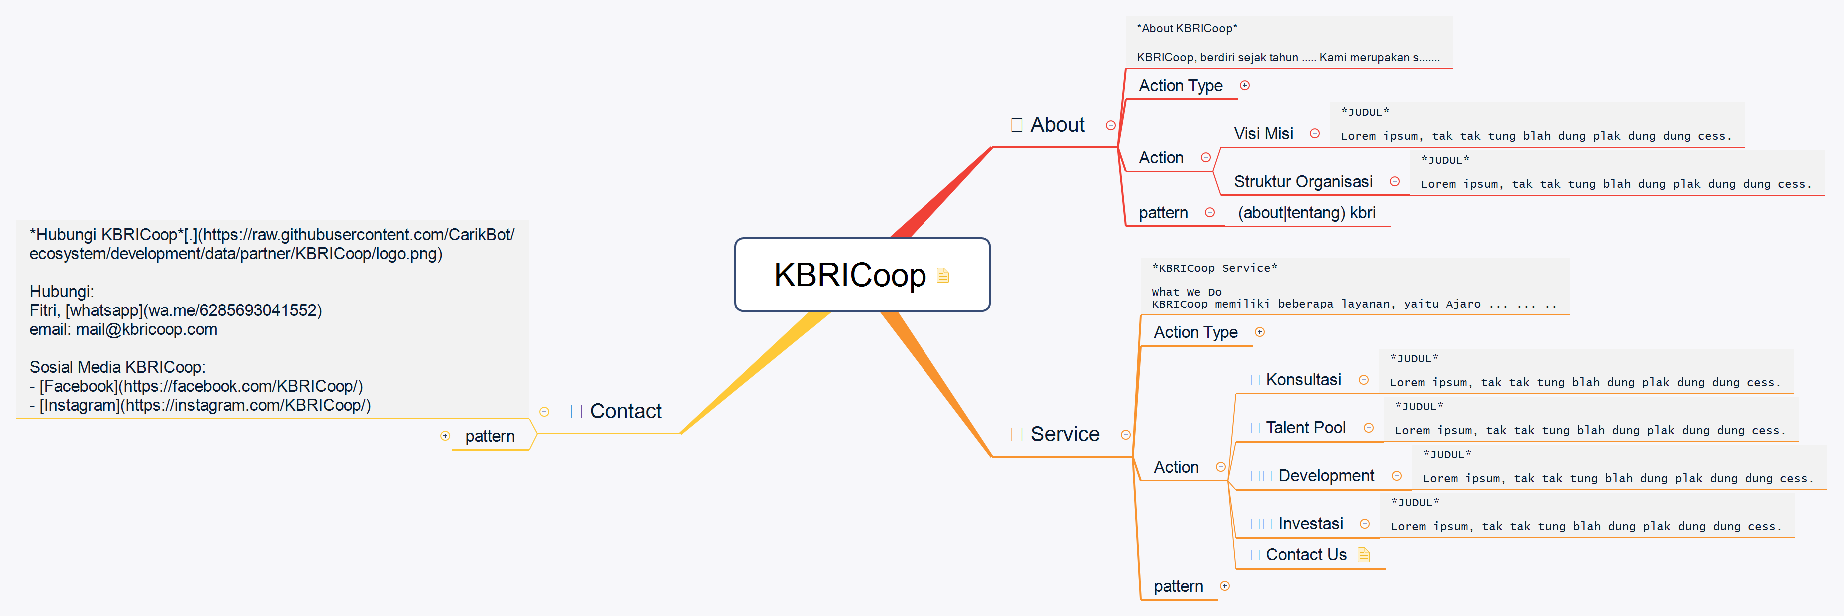 KBRICoop
About
*About KBRICoop*
KBRICoop, berdiri sejak tahun ..... Kami merupakan s.......
Action Type
Action
Visi Misi
*JUDUL*
Lorem ipsum, tak tak tung blah dung plak dung dung cess.
Struktur Organisasi
*JUDUL*
Lorem ipsum, tak tak tung blah dung plak dung dung cess.
pattern
(about|tentang) kbri
Service
*KBRICoop Service*
What We Do
KBRICoop memiliki beberapa layanan, yaitu Ajaro ... ... ..
Action Type
Action
Konsultasi
*JUDUL*
Lorem ipsum, tak tak tung blah dung plak dung dung cess.
Talent Pool
*JUDUL*
Lorem ipsum, tak tak tung blah dung plak dung dung cess.
Development
*JUDUL*
Lorem ipsum, tak tak tung blah dung plak dung dung cess.
Investasi
*JUDUL*
Lorem ipsum, tak tak tung blah dung plak dung dung cess.
Contact Us
pattern
Contact
*Hubungi KBRICoop*[.](https://raw.githubusercontent.com/CarikBot/
ecosystem/development/data/partner/KBRICoop/logo.png)
Hubungi:
Fitri, [whatsapp](wa.me/6285693041552)
email: mail@kbricoop.com
Sosial Media KBRICoop:
- [Facebook](https://facebook.com/KBRICoop/)
- [Instagram](https://instagram.com/KBRICoop/)
pattern